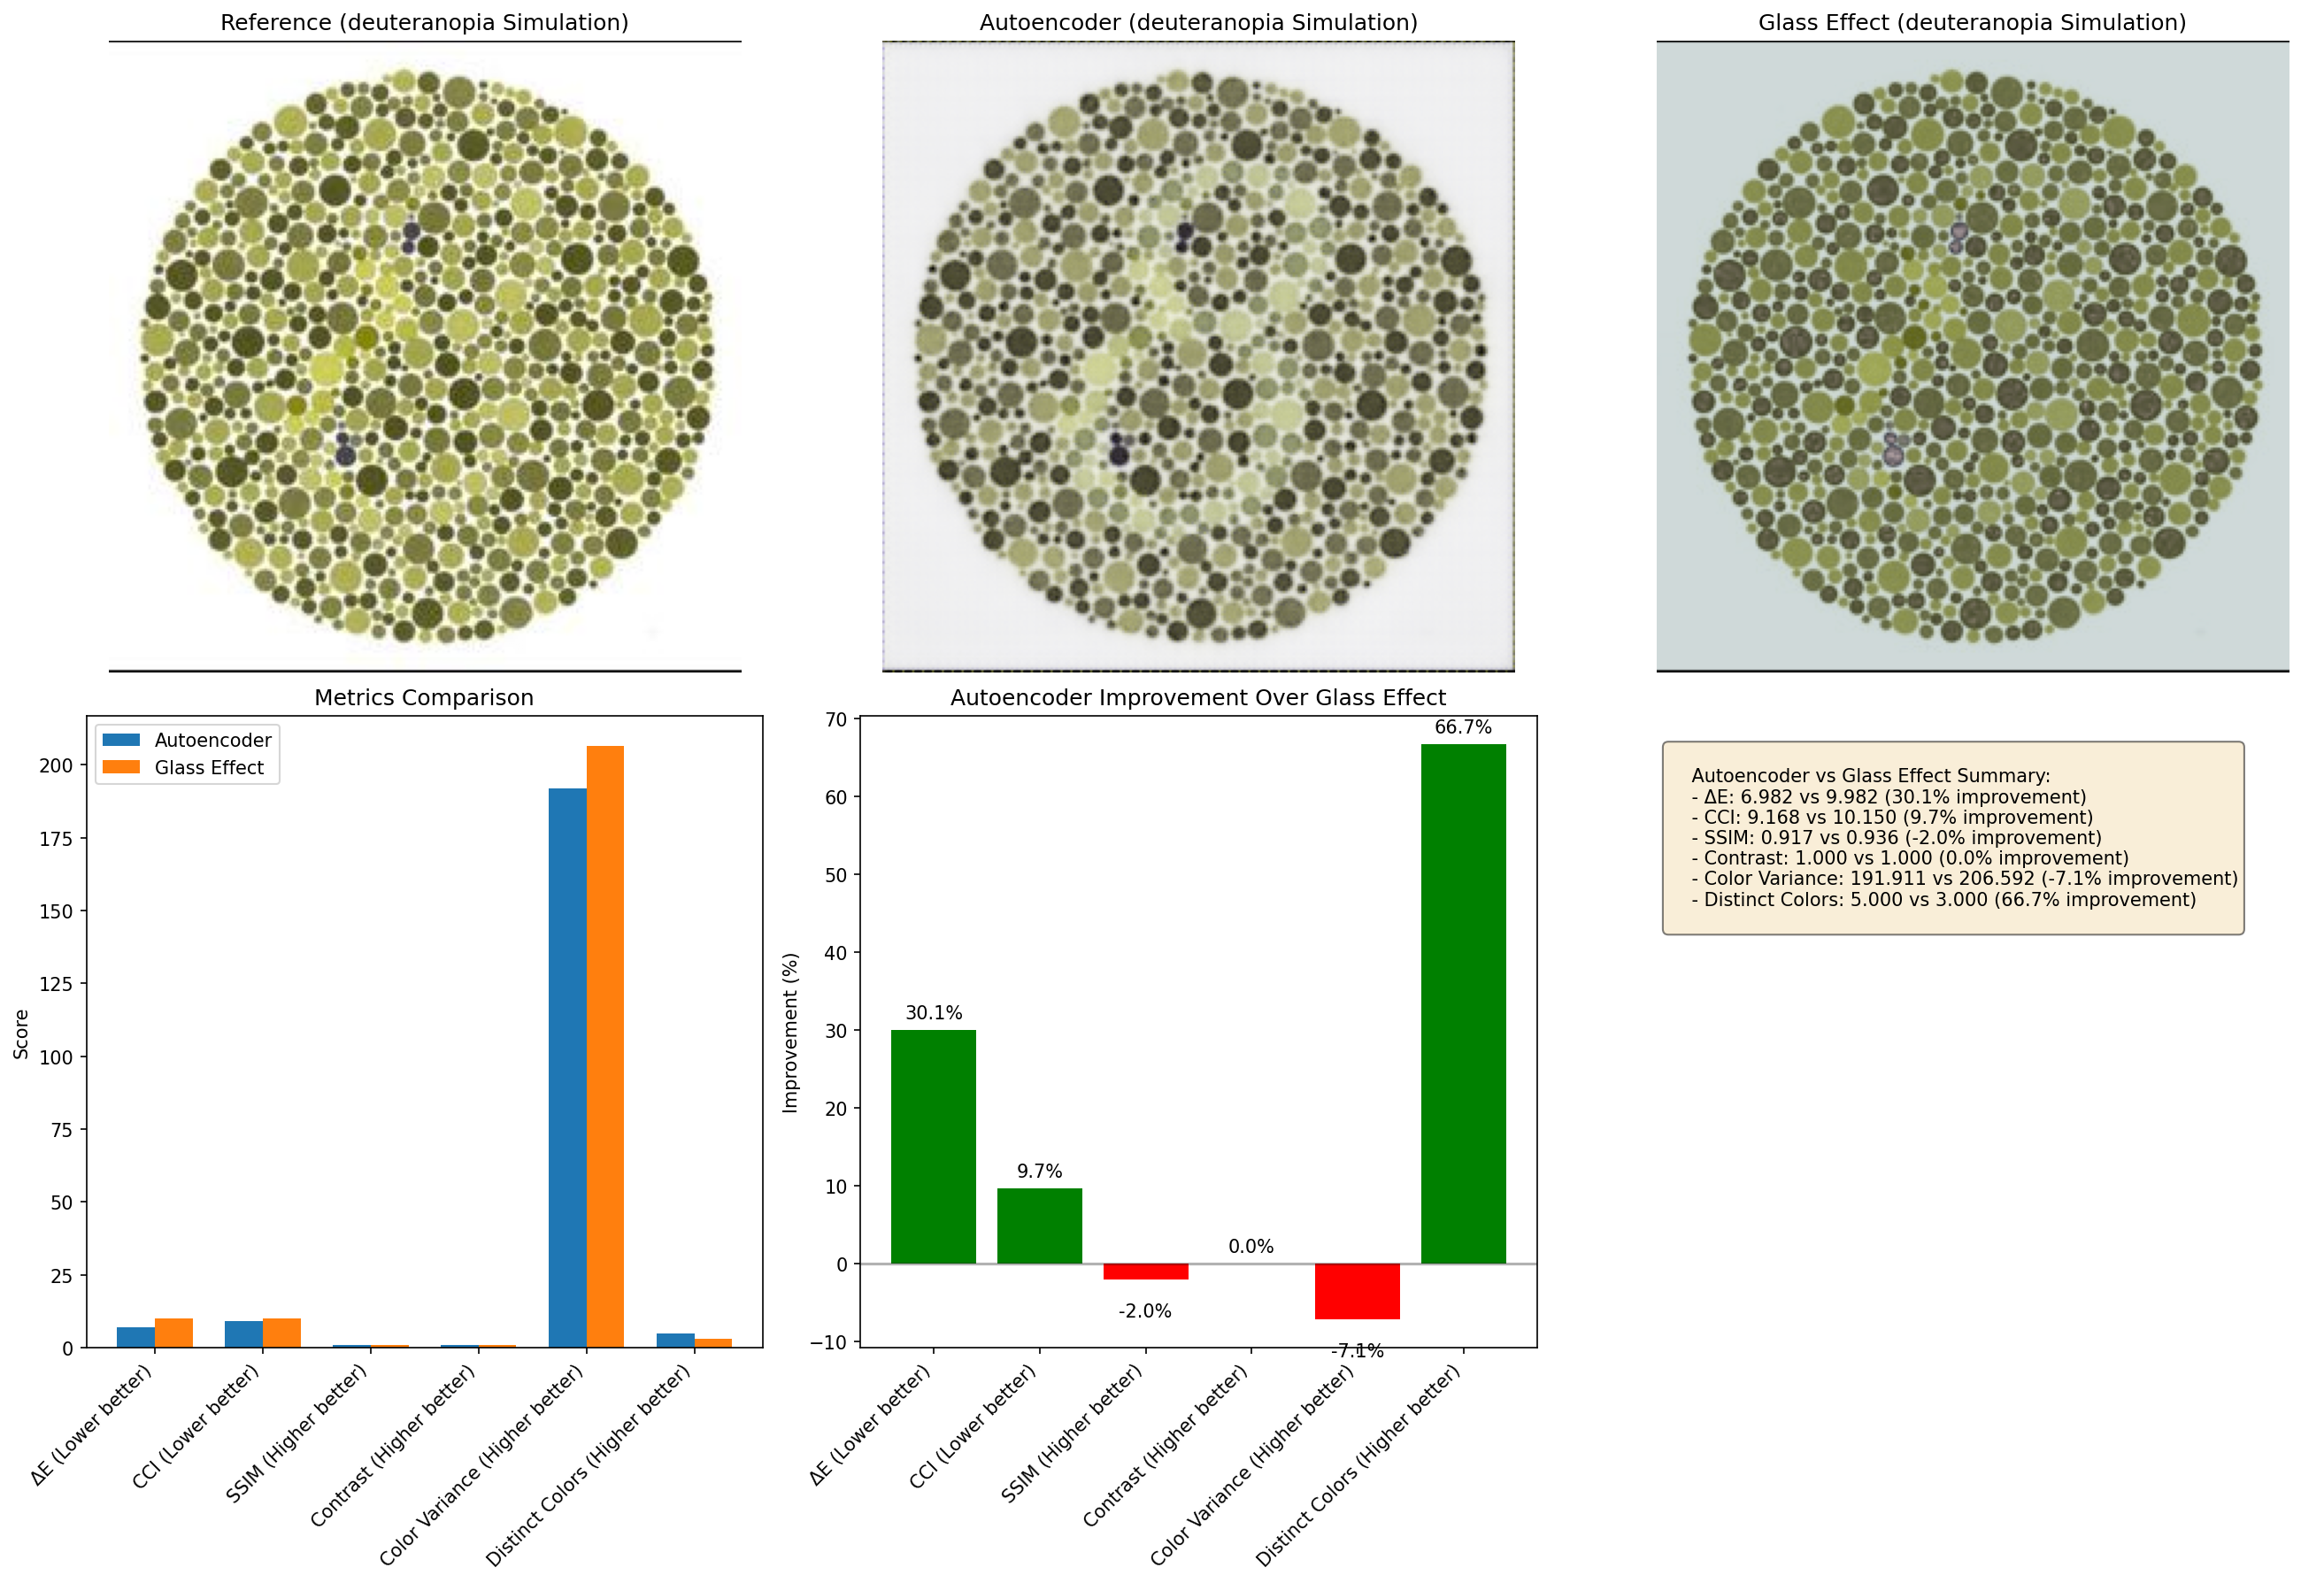 Reference (deuteranopia Simulation)
Autoencoder (deuteranopia Simulation)
Glass Effect (deuteranopia Simulation)
Metrics Comparison
Autoencoder
Glass Effect
Score
200
175
150
125
100
75
50
25
0
ΔE (Lower better)
CCI (Lower better)
SSIM (Higher better)
Contrast (Higher better)
Color Variance (Higher better)
Distinct Colors (Higher better)
Autoencoder Improvement Over Glass Effect
Improvement (%)
70
60
50
40
30
20
10
0
−10
30.1%
9.7%
-2.0%
0.0%
-7.1%
66.7%
ΔE (Lower better)
CCI (Lower better)
SSIM (Higher better)
Contrast (Higher better)
Color Variance (Higher better)
Distinct Colors (Higher better)
Autoencoder vs Glass Effect Summary:
- ΔE: 6.982 vs 9.982 (30.1% improvement)
- CCI: 9.168 vs 10.150 (9.7% improvement)
- SSIM: 0.917 vs 0.936 (-2.0% improvement)
- Contrast: 1.000 vs 1.000 (0.0% improvement)
- Color Variance: 191.911 vs 206.592 (-7.1% improvement)
- Distinct Colors: 5.000 vs 3.000 (66.7% improvement)